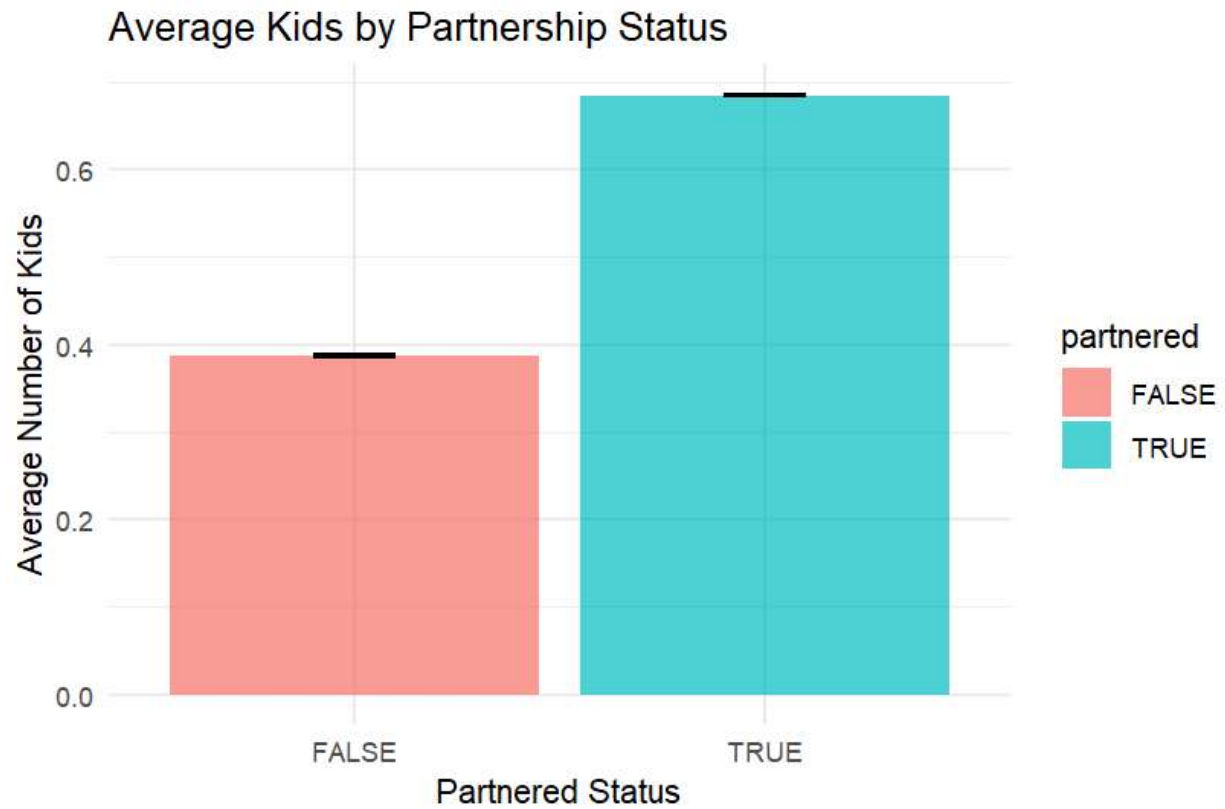 Average Kids by Partnership Status
Average Number of Kids
0.6
0.4
0.2
0.0
FALSE
TRUE
Partnered Status
partnered
FALSE
TRUE